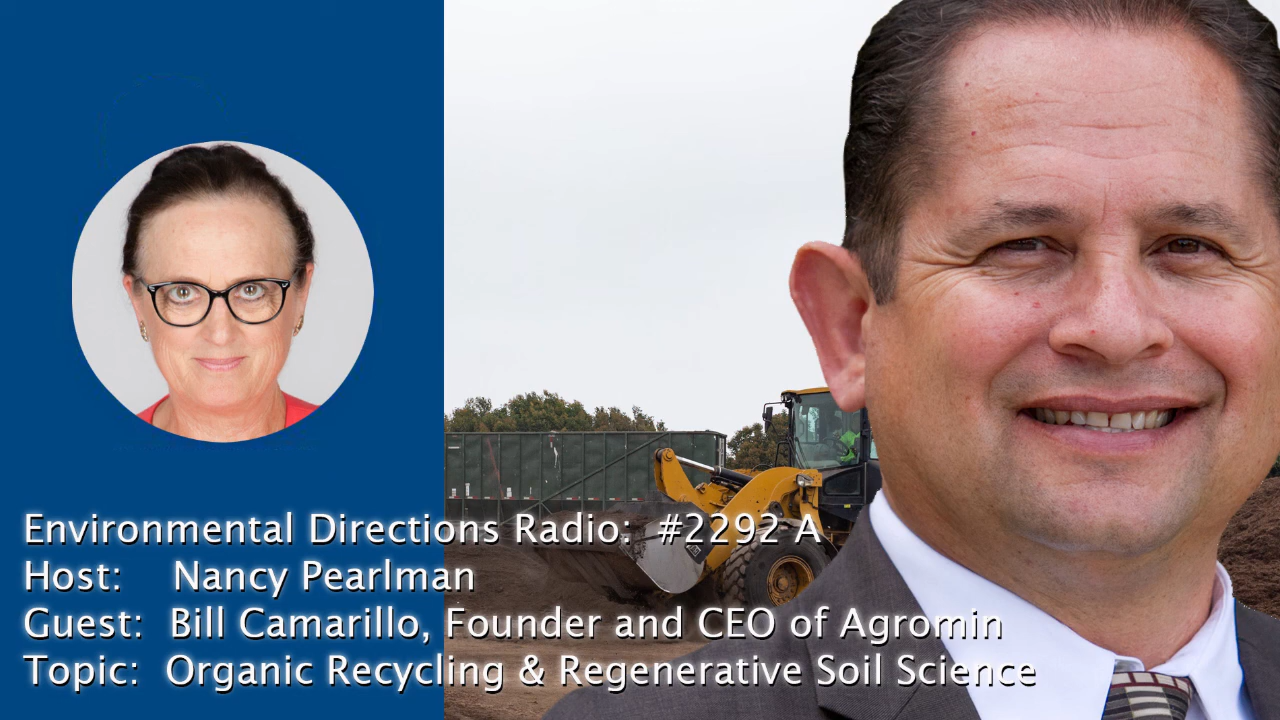 Environmental Directions Radio: #2292 A
Host: Nancy Pearlman
Guest: Bill Camarillo, Founder and CEO of Agromin
Topic: Organic Recycling & Regenerative Soil Science